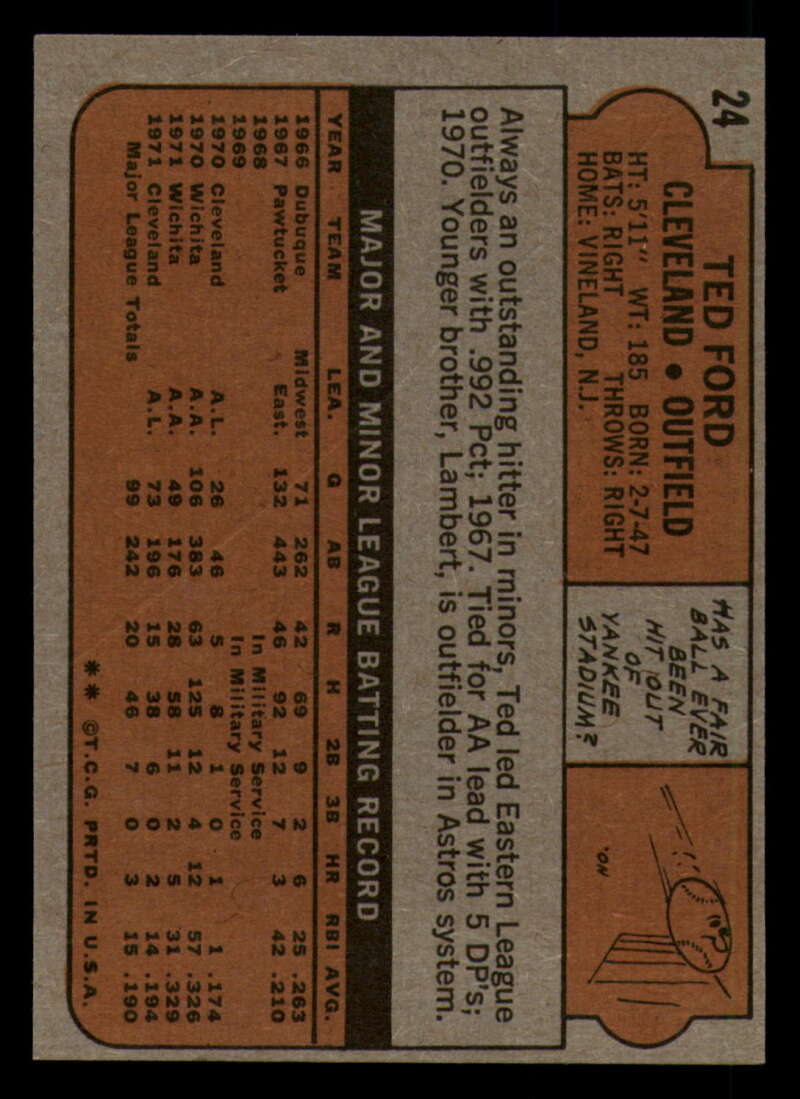 24
TED FORD
CLEVELAND • OUTFIELD
HT: 5'11" WT: 185 BORN: 2-7-47
BATS: RIGHT THROWS: RIGHT
HOME: VINELAND, N.J.
HAS A FAIR
BALL EVER
BEEN
HIT OUT
OF
YANKEE
STADIUM?
NO.
Always an outstanding hitter in minors, Ted led Eastern League
outfielders with .992 Pct; 1967. Tied for AA lead with 5 DP's;
1970. Younger brother, Lambert, is outfielder in Astros system.
MAJOR AND MINOR LEAGUE BATTING RECORD
YEAR TEAM LEA. G AB R H 2B 3B HR RBI AVG.
1966 Dubuque Midwest 71 262 42 69 9 2 6 25 .263
1967 Pawtucket East. 132 443 46 92 12 7 3 42 .210
1968 In Military Service
1969 In Military Service
1970 Cleveland A.L. 26 46 5 8 1 0 1 1 .174
1970 Wichita A.A. 106 383 63 125 12 4 12 57 .326
1971 Wichita A.A. 49 176 28 58 11 2 5 31 .329
1971 Cleveland A.L. 73 196 15 38 6 0 2 14 .194
Major League Totals 99 242 20 46 7 0 3 15 .190
** ©T.C.G. PRTD. IN U.S.A.